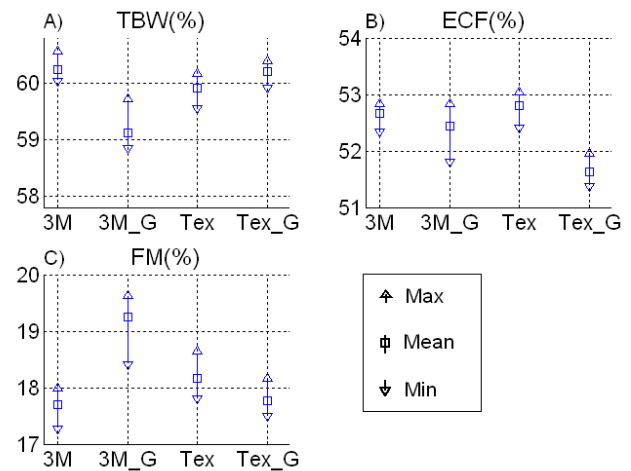 A) TBW(%)
60
59
58
3M 3M_G Tex Tex_G
B) ECF(%)
54
53
52
51
3M 3M_G Tex Tex_G
C) FM(%)
20
19
18
17
3M 3M_G Tex Tex_G
Max
Mean
Min